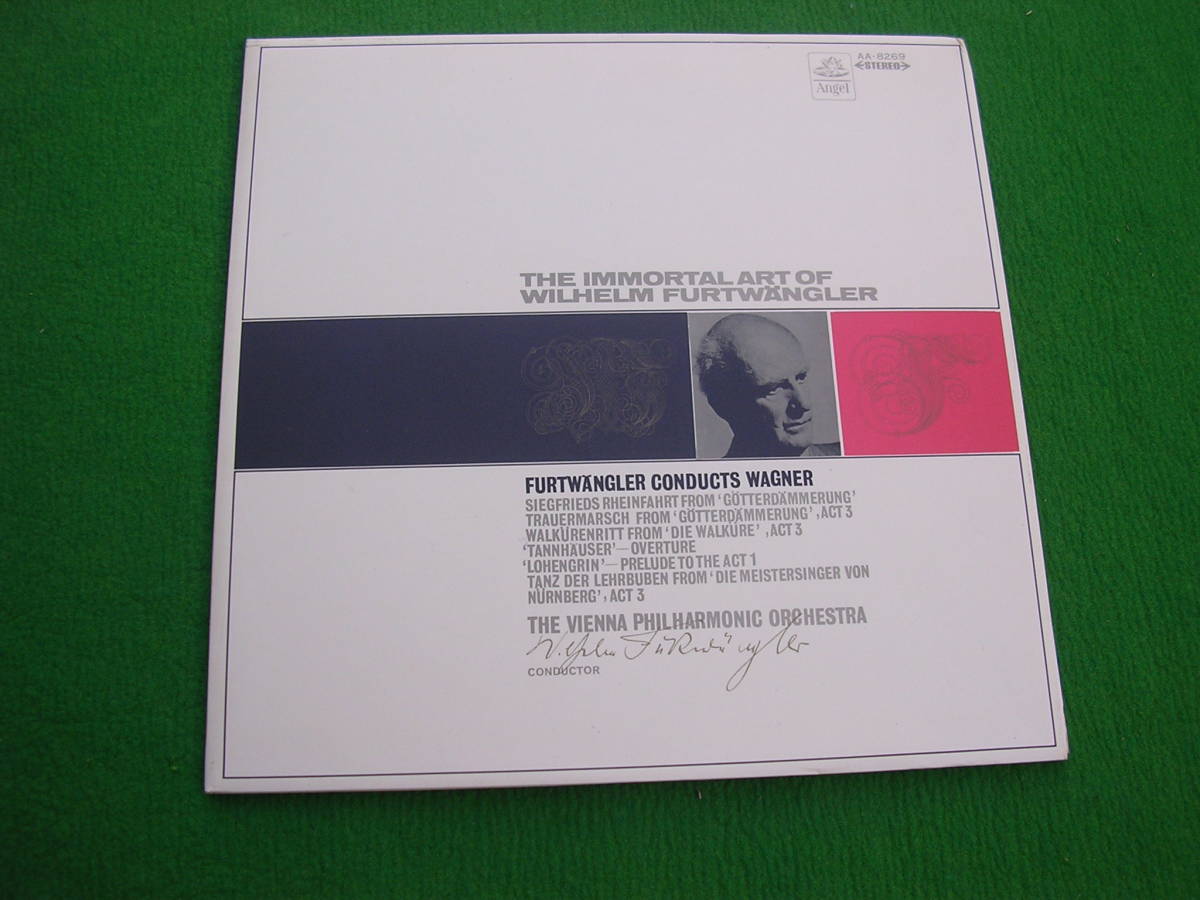 AA-8269
STEREO
Angel
THE IMMORTAL ART OF
WILHELM FURTWÄNGLER
FURTWÄNGLER CONDUCTS WAGNER
SIEGFRIEDS RHEINFAHRT FROM 'GÖTTERDÄMMERUNG'
TRAUERMARSCH FROM 'GÖTTERDÄMMERUNG', ACT 3
WALKÜRENRITT FROM 'DIE WALKÜRE', ACT 3
'TANNHÄUSER'—OVERTURE
'LOHENGRIN'—PRELUDE TO THE ACT 1
TANZ DER LEHRBUBEN FROM 'DIE MEISTERSINGER VON
NÜRNBERG', ACT 3
THE VIENNA PHILHARMONIC ORCHESTRA
Wilhelm Furtwängler
CONDUCTOR